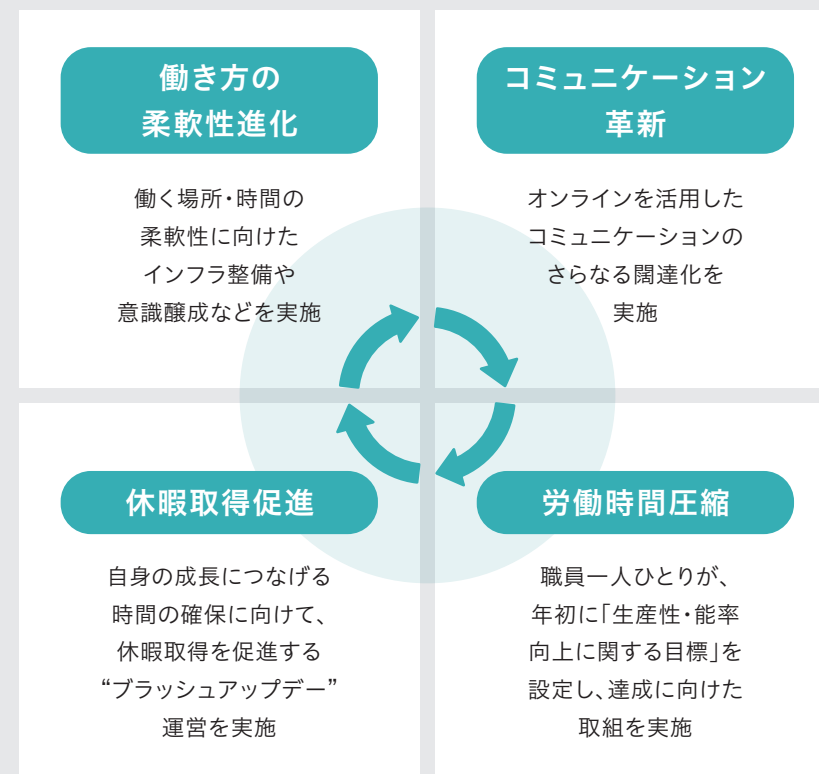 働き方の
柔軟性進化
働く場所・時間の
柔軟性に向けた
インフラ整備や
意識醸成などを実施
コミュニケーション
革新
オンラインを活用した
コミュニケーションの
さらなる闊達化を
実施
休暇取得促進
自身の成長につなげる
時間の確保に向けて、
休暇取得を促進する
“ブラッシュアップデー”
運営を実施
労働時間圧縮
職員一人ひとりが、
年初に「生産性・能率
向上に関する目標」を
設定し、達成に向けた
取組を実施